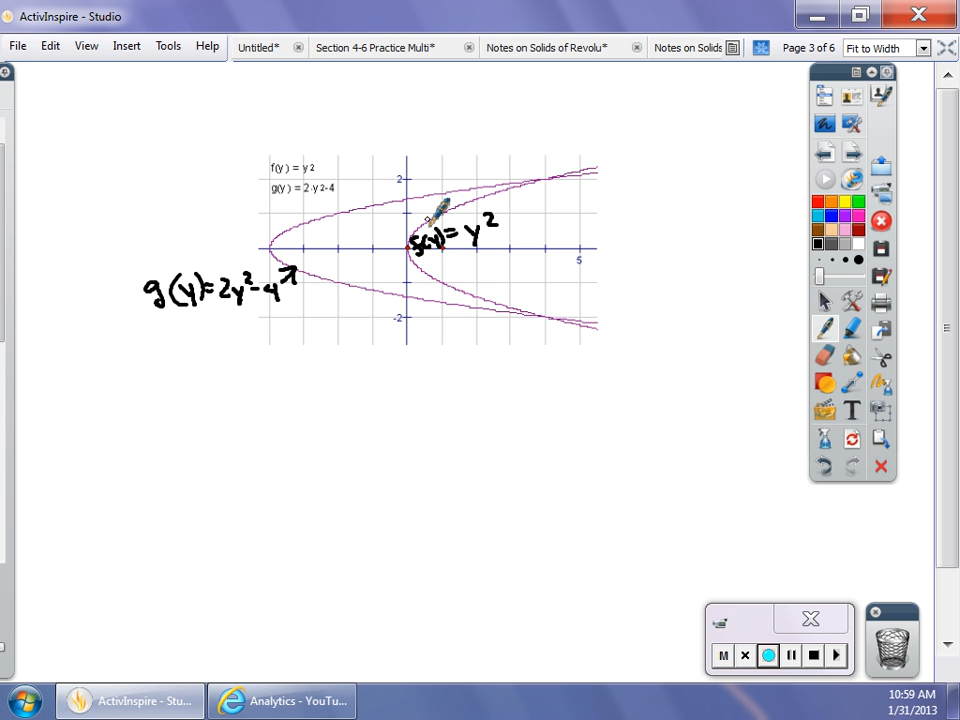 ActivInspire - Studio
File Edit View Insert Tools Help
Untitled* Section 4-6 Practice Multi* Notes on Solids of Revolu* Notes on Solids Page 3 of 6 Fit to Width
f(y) = y2
g(y) = 2·y2-4
2
f(y) = y²
5
g(y)=2y²-4
-2
T
M
ActivInspire - Stu...
Analytics - YouTu...
10:59 AM
1/31/2013